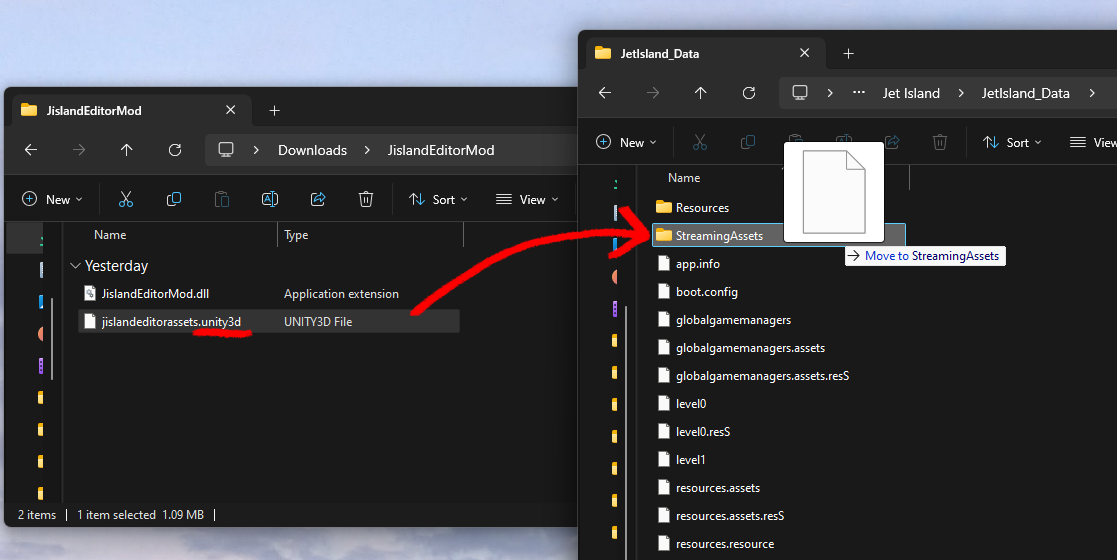 JislandEditorMod
Downloads > JislandEditorMod
New
Sort
View
Name Type
Yesterday
JislandEditorMod.dll Application extension
jislandeditorassets.unity3d UNITY3D File
2 items 1 item selected 1.09 MB
JetIsland_Data
Jet Island > JetIsland_Data >
New
Sort
View
Name
Resources
StreamingAssets
Move to StreamingAssets
app.info
boot.config
globalgamemanagers
globalgamemanagers.assets
globalgamemanagers.assets.resS
level0
level0.resS
level1
resources.assets
resources.assets.resS
resources.resource